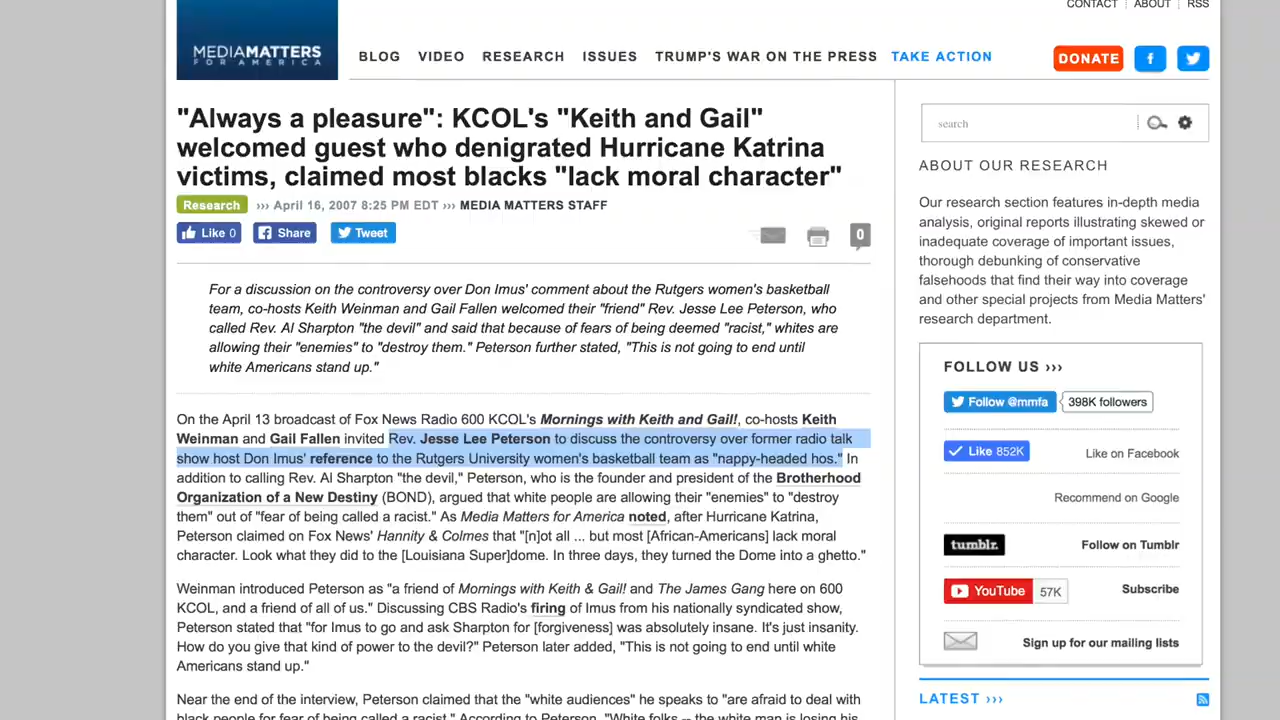 CONTACT ABOUT RSS
MEDIAMATTERS
FOR AMERICA
BLOG VIDEO RESEARCH ISSUES TRUMP'S WAR ON THE PRESS TAKE ACTION
DONATE
"Always a pleasure": KCOL's "Keith and Gail"
welcomed guest who denigrated Hurricane Katrina
victims, claimed most blacks "lack moral character"
Research ››› April 16, 2007 8:25 PM EDT ››› MEDIA MATTERS STAFF
Like 0 Share Tweet 0
For a discussion on the controversy over Don Imus' comment about the Rutgers women's basketball
team, co-hosts Keith Weinman and Gail Fallen welcomed their "friend" Rev. Jesse Lee Peterson, who
called Rev. Al Sharpton "the devil" and said that because of fears of being deemed "racist," whites are
allowing their "enemies" to "destroy them." Peterson further stated, "This is not going to end until
white Americans stand up."
On the April 13 broadcast of Fox News Radio 600 KCOL's Mornings with Keith and Gail!, co-hosts Keith
Weinman and Gail Fallen invited Rev. Jesse Lee Peterson to discuss the controversy over former radio talk
show host Don Imus' reference to the Rutgers University women's basketball team as "nappy-headed hos." In
addition to calling Rev. Al Sharpton "the devil," Peterson, who is the founder and president of the Brotherhood
Organization of a New Destiny (BOND), argued that white people are allowing their "enemies" to "destroy
them" out of "fear of being called a racist." As Media Matters for America noted, after Hurricane Katrina,
Peterson claimed on Fox News' Hannity & Colmes that "[n]ot all ... but most [African-Americans] lack moral
character. Look what they did to the [Louisiana Super]dome. In three days, they turned the Dome into a ghetto."
Weinman introduced Peterson as "a friend of Mornings with Keith & Gail! and The James Gang here on 600
KCOL, and a friend of all of us." Discussing CBS Radio's firing of Imus from his nationally syndicated show,
Peterson stated that "for Imus to go and ask Sharpton for [forgiveness] was absolutely insane. It's just insanity.
How do you give that kind of power to the devil?" Peterson later added, "This is not going to end until white
Americans stand up."
Near the end of the interview, Peterson claimed that the "white audiences" he speaks to "are afraid to deal with
black people for fear of being called a racist." According to Peterson, "White folks -- the white man is losing his
search
ABOUT OUR RESEARCH
Our research section features in-depth media
analysis, original reports illustrating skewed or
inadequate coverage of important issues,
thorough debunking of conservative
falsehoods that find their way into coverage
and other special projects from Media Matters'
research department.
FOLLOW US ›››
Follow @mmfa 398K followers
Like 852K Like on Facebook
Recommend on Google
tumblr. Follow on Tumblr
YouTube 57K Subscribe
Sign up for our mailing lists
LATEST ›››